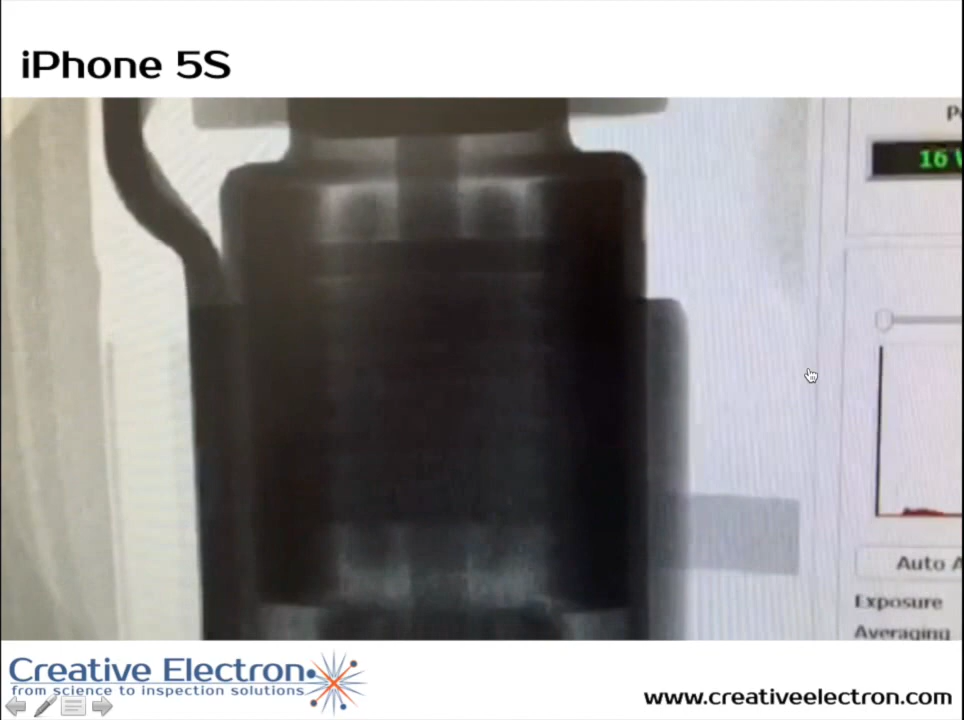 iPhone 5S
16
Auto
Exposure
Averaging
Creative Electron
from science to inspection solutions
www.creativeelectron.com